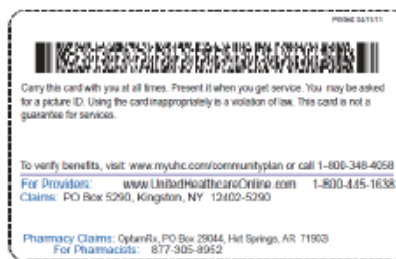 Printed: 04/11/11
Carry this card with you at all times. Present it when you get service. You may be asked
for a picture ID. Using the card inappropriately is a violation of law. This card is not a
guarantee for services.
To verify benefits, visit www.myuhc.com/communityplan or call 1-800-348-4058
For Providers: www.UnitedHealthcareOnline.com 1-800-445-1638
Claims: PO Box 5290, Kingston, NY 12402-5290
Pharmacy Claims: OptumRx, PO Box 29044, Hot Springs, AR 71903
For Pharmacists: 877-305-8952